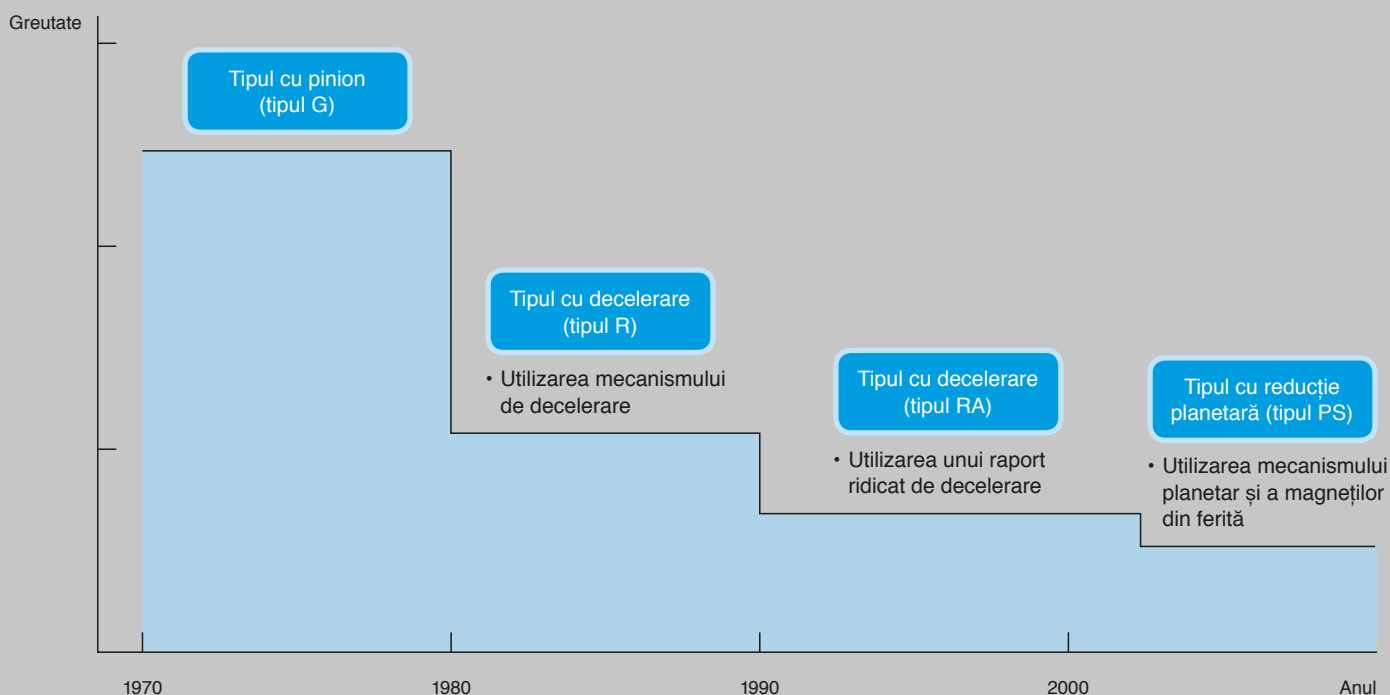 Greutate
Tipul cu pinion
(tipul G)
Tipul cu decelerare
(tipul R)
• Utilizarea mecanismului
de decelerare
Tipul cu decelerare
(tipul RA)
• Utilizarea unui raport
ridicat de decelerare
Tipul cu reducție
planetară (tipul PS)
• Utilizarea mecanismului
planetar și a magneților
din ferită
1970
1980
1990
2000
Anul